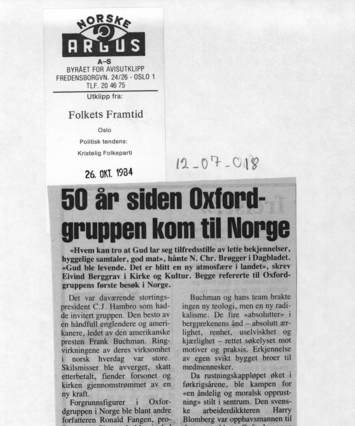 NORSKE
ARGUS
A-S
BYRÅET FOR AVISUTKLIPP
FREDENSBORGVN. 24/26 - OSLO 1
TLF. 20 46 75
Utklipp fra:
Folkets Framtid
Oslo
Politisk tendens:
Kristelig Folkeparti
26. OKT. 1984
12-07-018
50 år siden Oxford-
gruppen kom til Norge
«Hvem kan tro at Gud lar seg tilfredsstille av lette bekjennelser,
hyggelige samtaler, god mat», hånte N. Chr. Brøgger i Dagbladet.
«Gud ble levende. Det er blitt en ny atmosfære i landet», skrev
Eivind Berggrav i Kirke og Kultur. Begge refererte til Oxford-
gruppens første besøk i Norge.
Det var daværende stortings-
president C.J. Hambro som had-
de invitert gruppen. Den besto av
en håndfull englendere og ameri-
kanere, ledet av den amerikanske
presten Frank Buchman. Ring-
virkningene av deres virksomhet
i norsk hverdag var store.
Skilsmisser ble avverget, skatt
etterbetalt, fiender forsonet og
kirken gjennomstrømmet av en
ny kraft.
Forgrunnsfigurer i Oxford-
gruppen i Norge ble blant andre
forfatteren Ronald Fangen, pro-
Buchman og hans team brakte
ingen ny teologi, men en ny radi-
kalisme. De fire «absolutter» i
bergprekenens ånd – absolutt ær-
lighet, renhet, uselviskhet og
kjærlighet – rettet søkelyset mot
motiver og praksis. Erkjennelse
av egen svikt bygget broer til
medmennesker.
Da rustningskappløpet øket i
førkrigsårene, ble kampen for
«en åndelig og moralsk opprust-
ning» stilt i sentrum. Den svens-
ke arbeiderdikteren Harry
Blomberg var opphavsmannen til